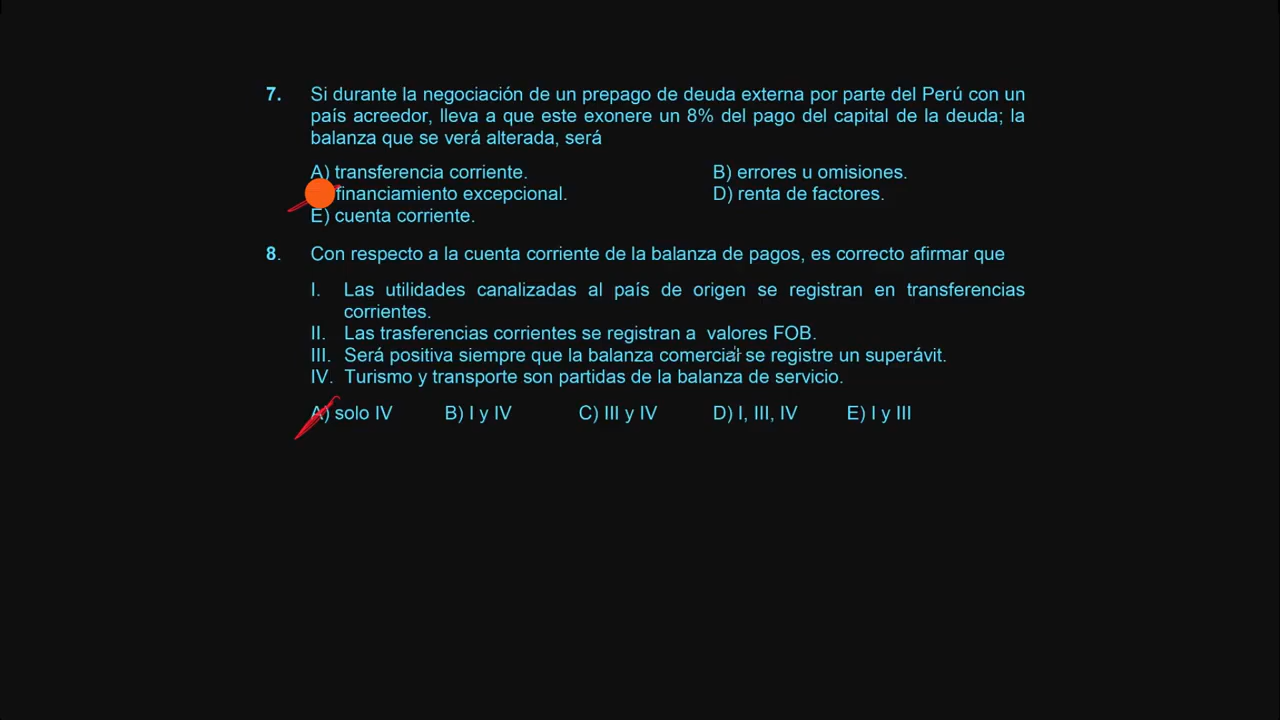 7. Si durante la negociación de un prepago de deuda externa por parte del Perú con un
país acreedor, lleva a que este exonere un 8% del pago del capital de la deuda; la
balanza que se verá alterada, será
A) transferencia corriente. B) errores u omisiones.
financiamiento excepcional. D) renta de factores.
E) cuenta corriente.
8. Con respecto a la cuenta corriente de la balanza de pagos, es correcto afirmar que
I. Las utilidades canalizadas al país de origen se registran en transferencias
corrientes.
II. Las trasferencias corrientes se registran a valores FOB.
III. Será positiva siempre que la balanza comercial se registre un superávit.
IV. Turismo y transporte son partidas de la balanza de servicio.
A) solo IV B) I y IV C) III y IV D) I, III, IV E) I y III